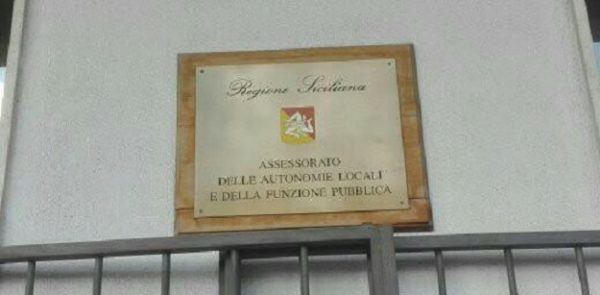 Regione Siciliana
ASSESSORATO
DELLE AUTONOMIE LOCALI
E DELLA FUNZIONE PUBBLICA